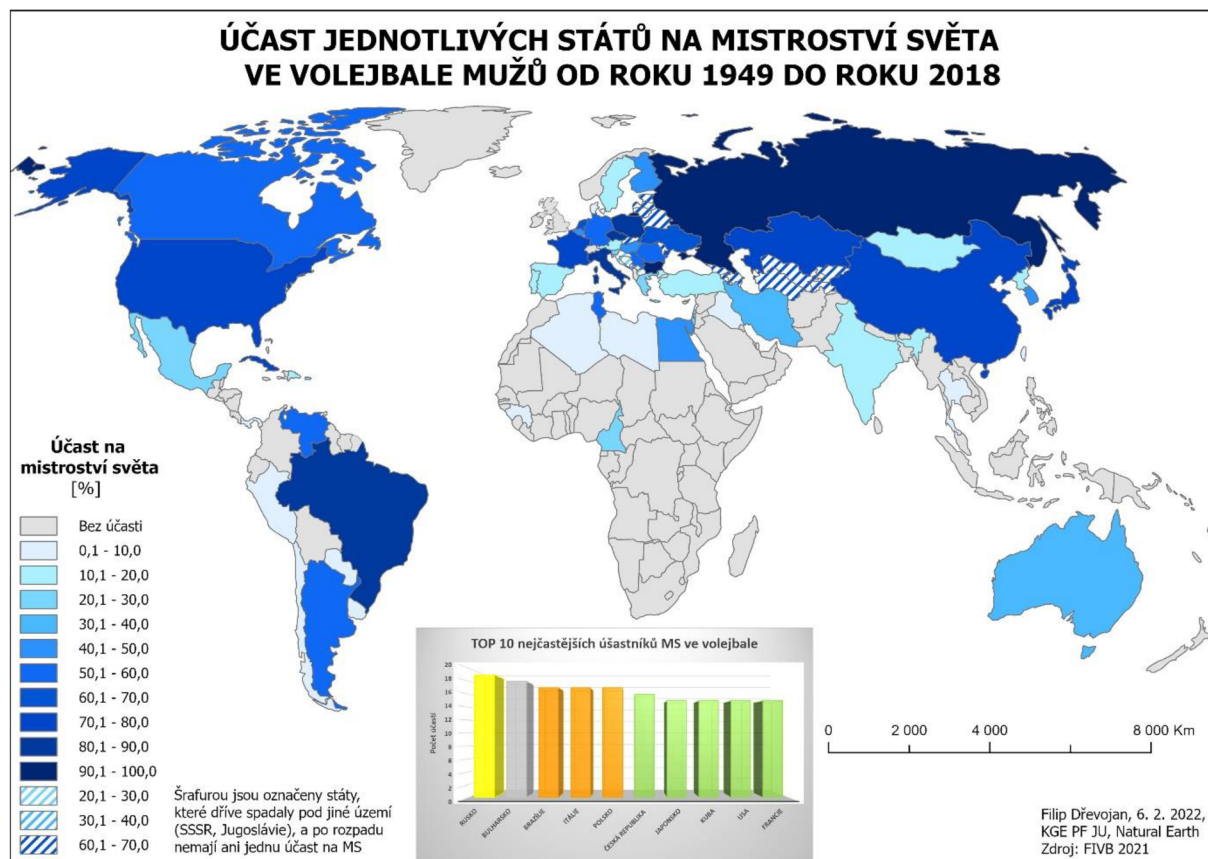 ÚČAST JEDNOTLIVÝCH STÁTŮ NA MISTROSTVÍ SVĚTA
VE VOLEJBALE MUŽŮ OD ROKU 1949 DO ROKU 2018
Účast na
mistroství světa
[%]
Bez účasti
0,1 - 10,0
10,1 - 20,0
20,1 - 30,0
30,1 - 40,0
40,1 - 50,0
50,1 - 60,0
60,1 - 70,0
70,1 - 80,0
80,1 - 90,0
90,1 - 100,0
20,1 - 30,0
30,1 - 40,0
60,1 - 70,0
Šrafurou jsou označeny státy,
které dříve spadaly pod jiné území
(SSSR, Jugoslávie), a po rozpadu
nemají ani jednu účast na MS
TOP 10 nejčastějších úšastníků MS ve volejbale
Počet účastí
20
18
16
14
12
10
8
6
4
2
0
RUSKO
BULHARSKO
BRAZÍLIE
ITÁLIE
POLSKO
ČESKÁ REPUBLIKA
JAPONSKO
KUBA
USA
FRANCIE
0 2 000 4 000 8 000 Km
Filip Dřevojan, 6. 2. 2022,
KGE PF JU, Natural Earth
Zdroj: FIVB 2021